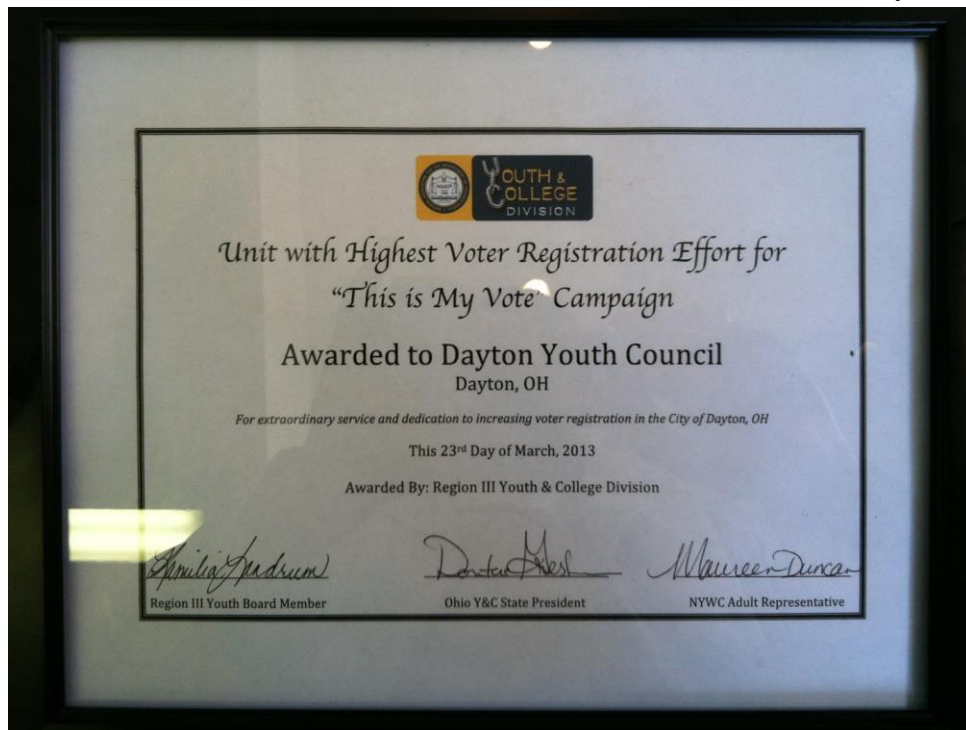 YOUTH &
COLLEGE
DIVISION
Unit with Highest Voter Registration Effort for
"This is My Vote" Campaign
Awarded to Dayton Youth Council
Dayton, OH
For extraordinary service and dedication to increasing voter registration in the City of Dayton, OH
This 23rd Day of March, 2013
Awarded By: Region III Youth & College Division
Maureen Duncan
Region III Youth Board Member
Ohio Y&C State President
NYWC Adult Representative